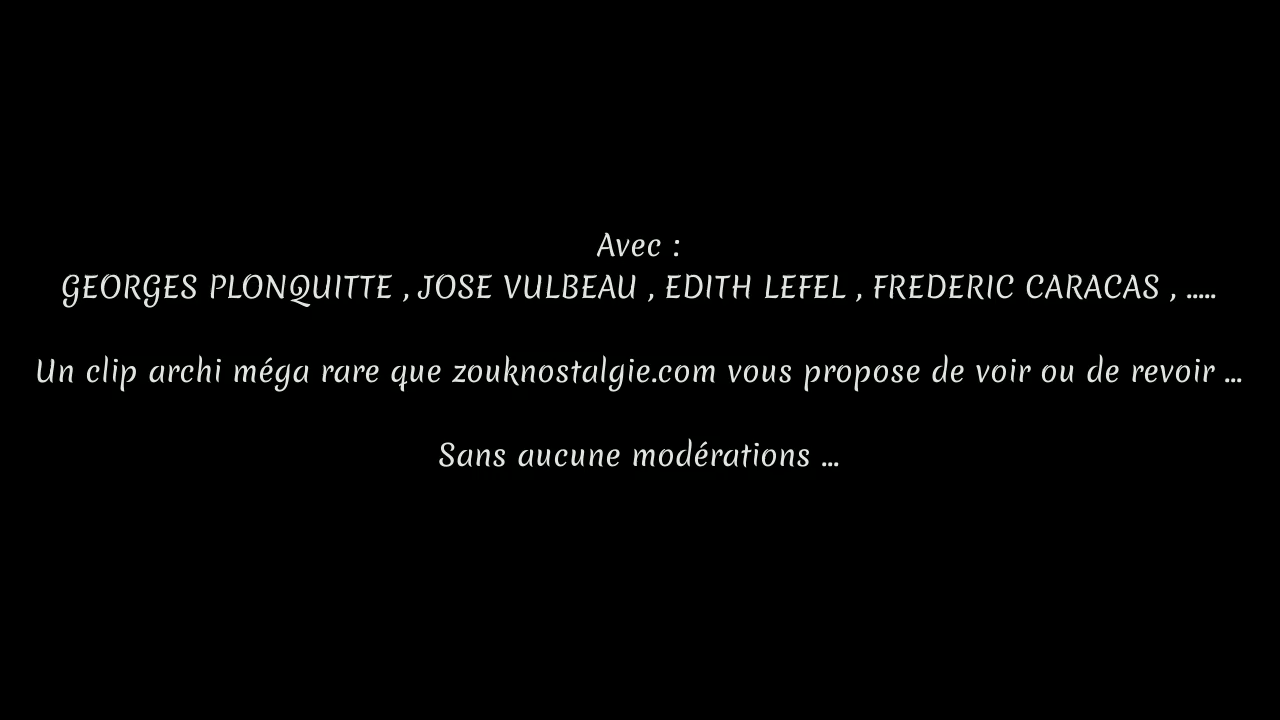 Avec :
GEORGES PLONQUITTE , JOSE VULBEAU , EDITH LEFEL , FREDERIC CARACAS , .....
Un clip archi méga rare que zouknostalgie.com vous propose de voir ou de revoir ...
Sans aucune modérations ...